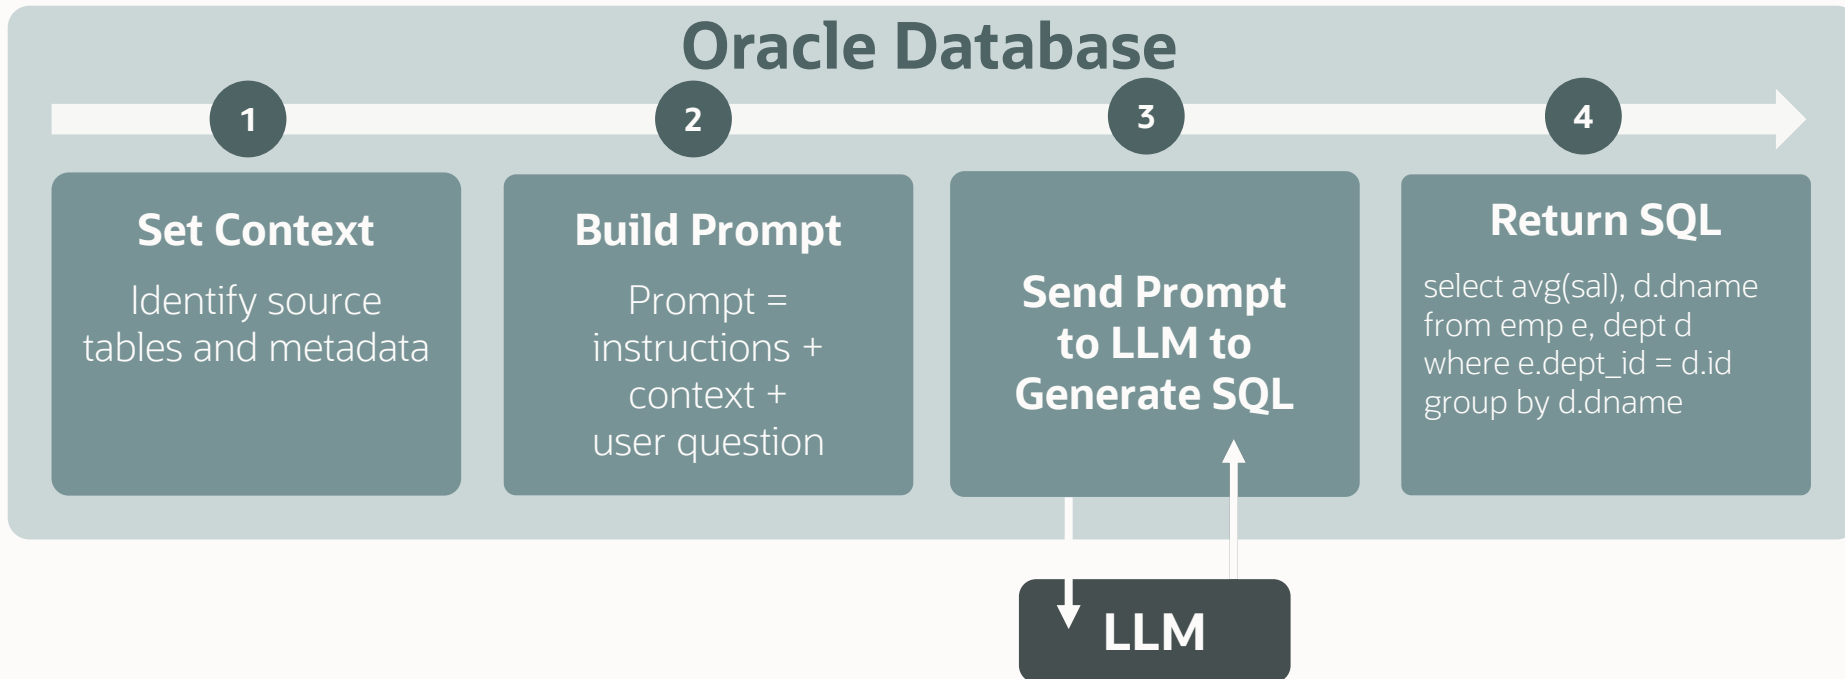 Oracle Database
1
2
3
4
Set Context
Identify source
tables and metadata
Build Prompt
Prompt =
instructions +
context +
user question
Send Prompt
to LLM to
Generate SQL
Return SQL
select avg(sal), d.dname
from emp e, dept d
where e.dept_id = d.id
group by d.dname
LLM